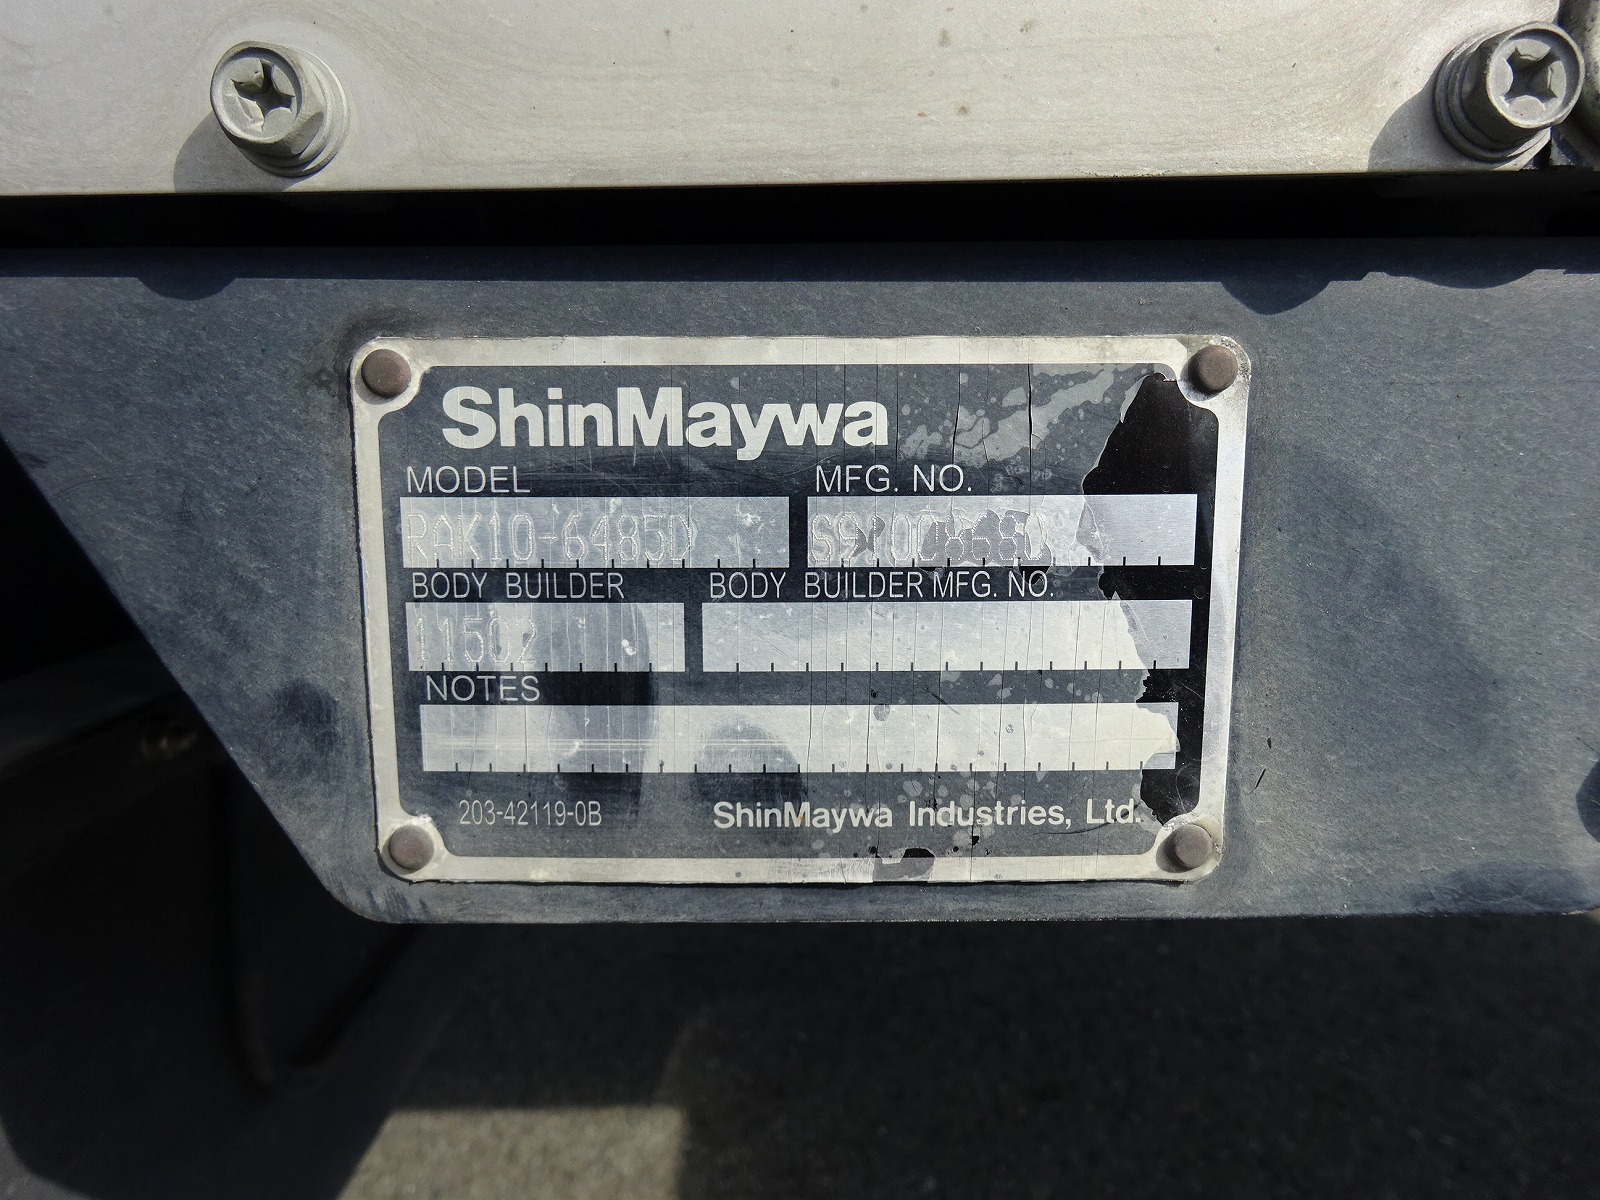 ShinMaywa
MODEL MFG. NO.
RAK10-6485D
BODY BUILDER BODY BUILDER MFG. NO.
11502
NOTES
203-42119-0B ShinMaywa Industries, Ltd.